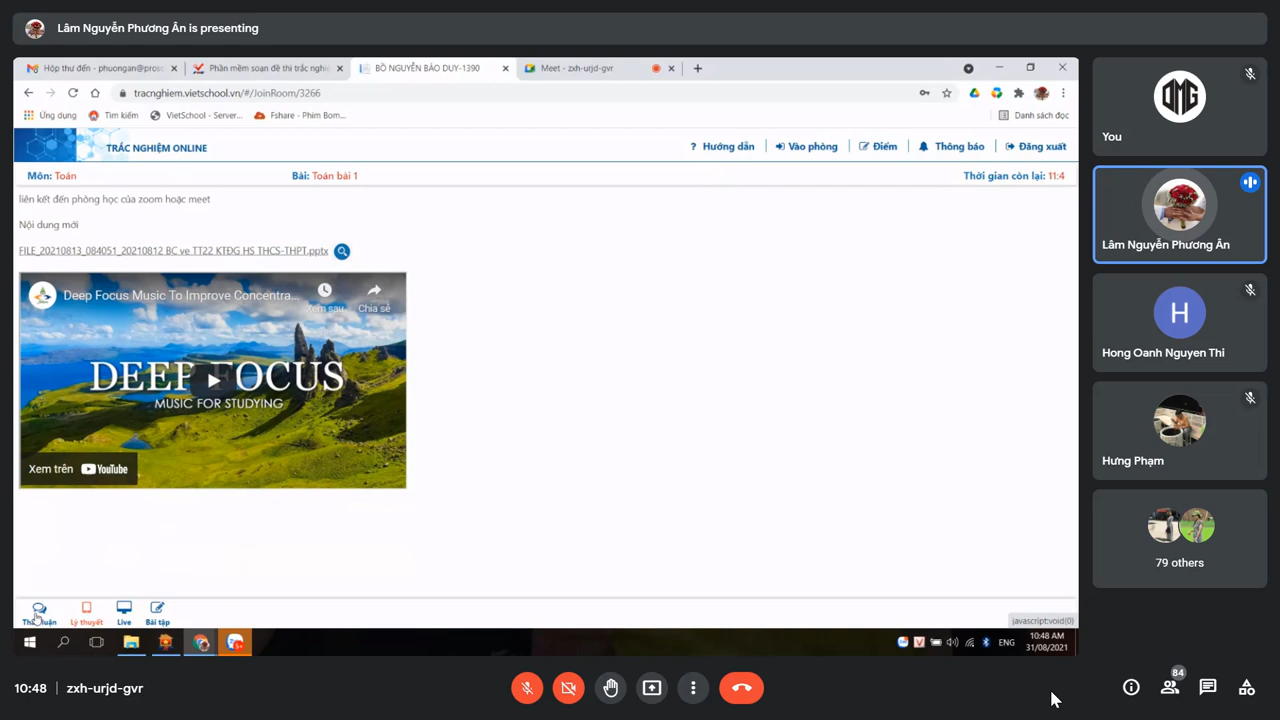 Lâm Nguyễn Phương Ân is presenting
Hộp thư đến - phuongan@prosc
Phần mềm soạn đề thi trắc nghi
BỒ NGUYỄN BẢO DUY-1390
Meet - zxh-urjd-gvr
tracnghiem.vietschool.vn/#/JoinRoom/3266
Ứng dụng
Tìm kiếm
VietSchool - Server...
Fshare - Phim Bom...
Danh sách đọc
TRẮC NGHIỆM ONLINE
? Hướng dẫn
Vào phòng
Điểm
Thông báo
Đăng xuất
Môn: Toán
Bài: Toán bài 1
Thời gian còn lại: 11:4
liên kết đến phòng học của zoom hoặc meet
Nội dung mới
FILE_20210813_084051_20210812 BC ve TT22 KTĐG HS THCS-THPT.pptx
Deep Focus Music To Improve Concentra...
Xem sau
Chia sẻ
DEEP FOCUS
MUSIC FOR STUDYING
Xem trên YouTube
Thảo luận
Lý thuyết
Live
Bài tập
javascript:void(0)
ENG
10:48 AM
31/08/2021
OMG
You
Lâm Nguyễn Phương Ân
H
Hong Oanh Nguyen Thi
Hưng Phạm
79 others
10:48
zxh-urjd-gvr
84